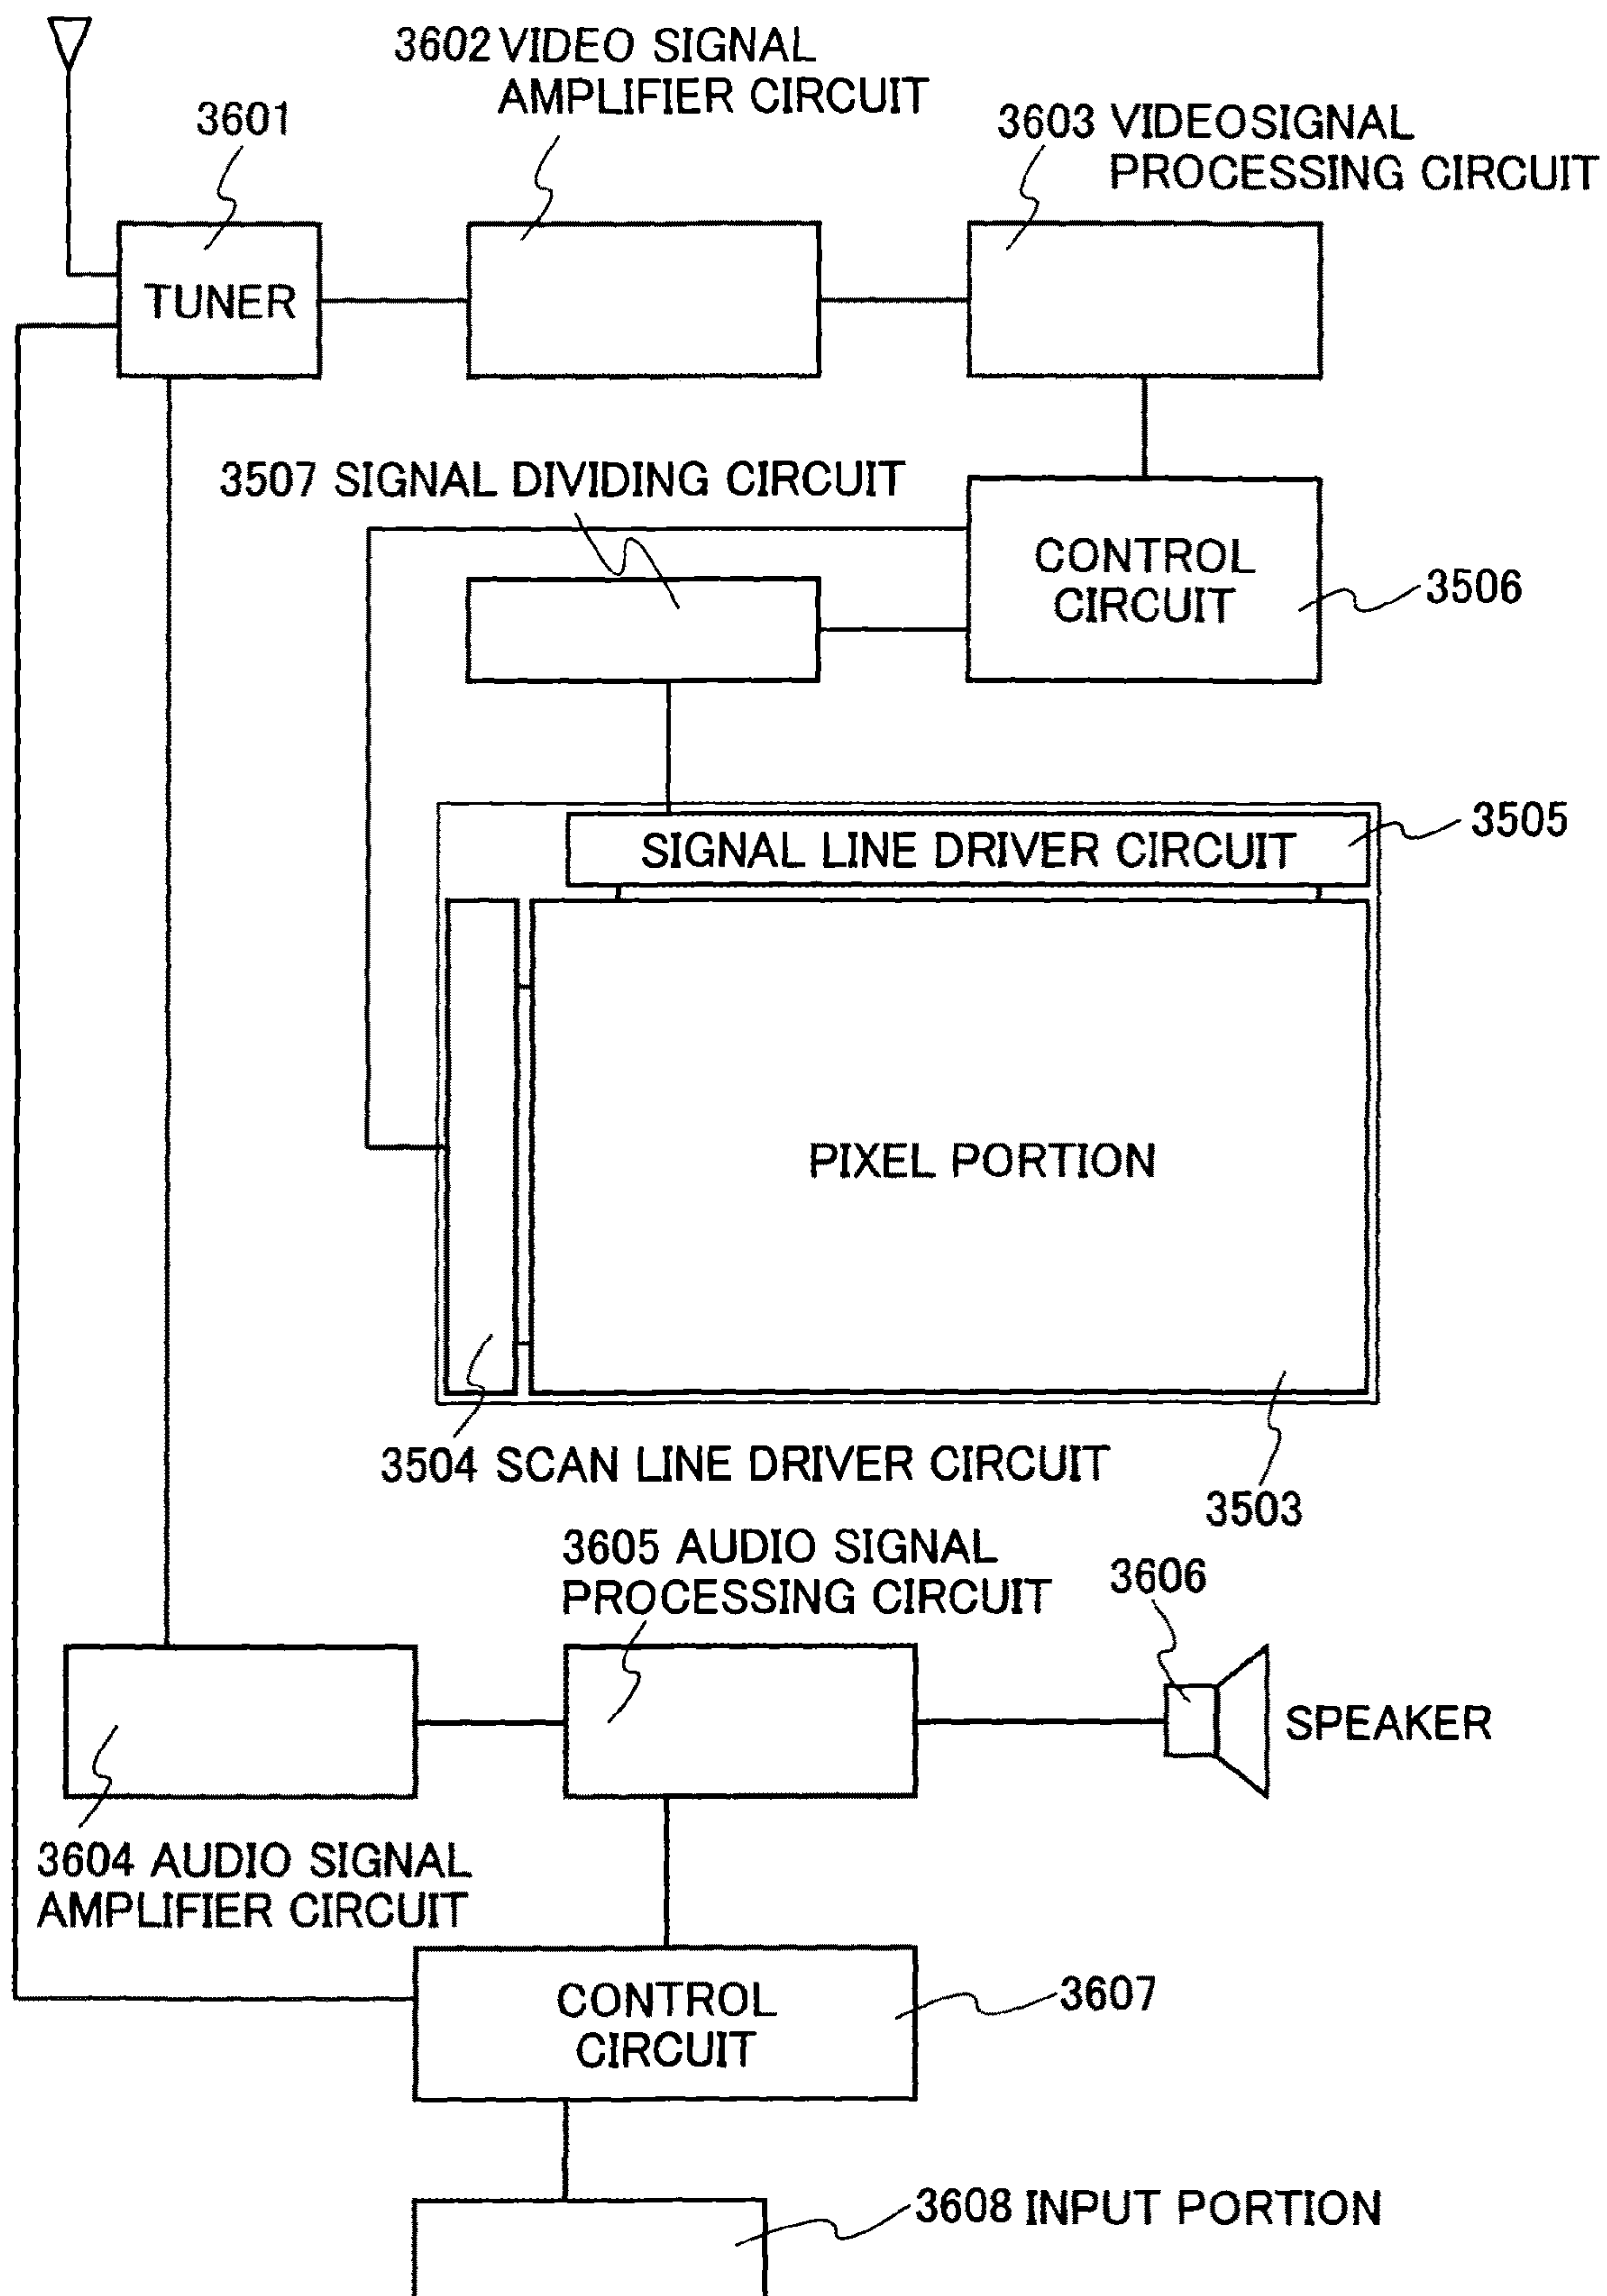 3602 VIDEO SIGNAL
AMPLIFIER CIRCUIT
3601
3603 VIDEOSIGNAL
PROCESSING CIRCUIT
TUNER
3507 SIGNAL DIVIDING CIRCUIT
CONTROL
CIRCUIT
3506
3505
SIGNAL LINE DRIVER CIRCUIT
PIXEL PORTION
3504 SCAN LINE DRIVER CIRCUIT
3503
3605 AUDIO SIGNAL
PROCESSING CIRCUIT
3606
SPEAKER
3604 AUDIO SIGNAL
AMPLIFIER CIRCUIT
CONTROL
CIRCUIT
3607
3608 INPUT PORTION